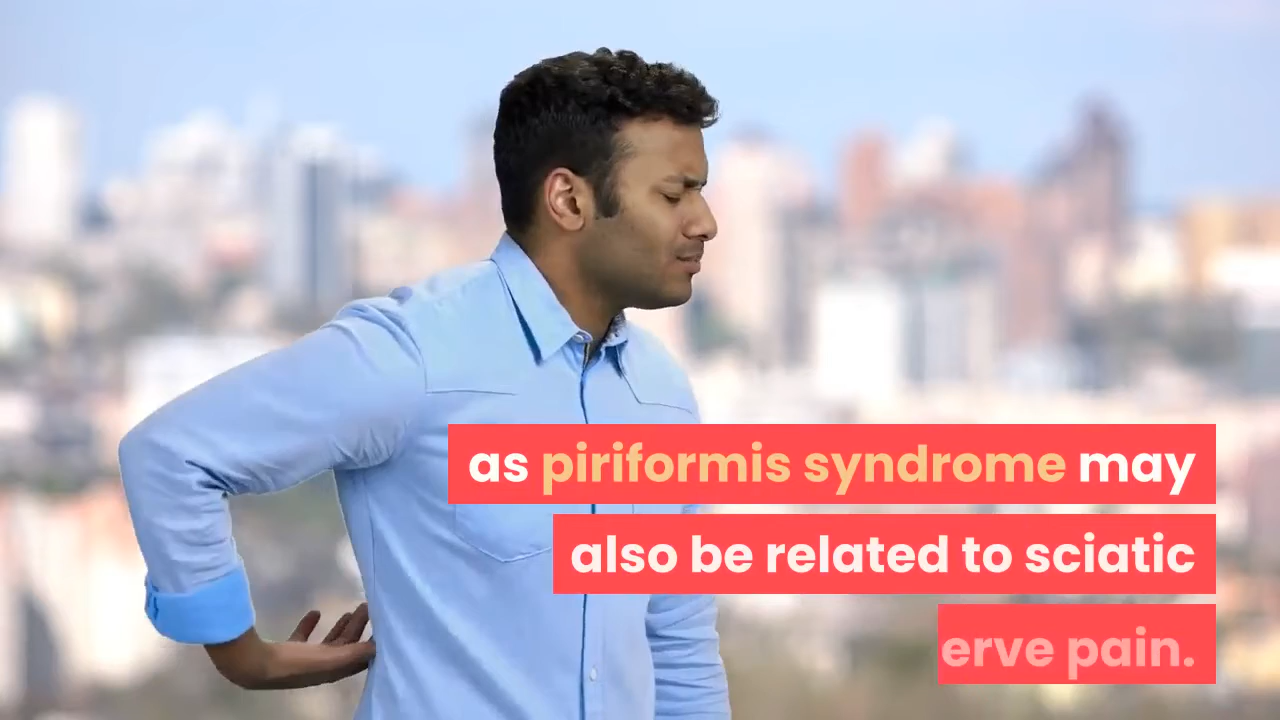 as piriformis syndrome may
also be related to sciatic
erve pain.